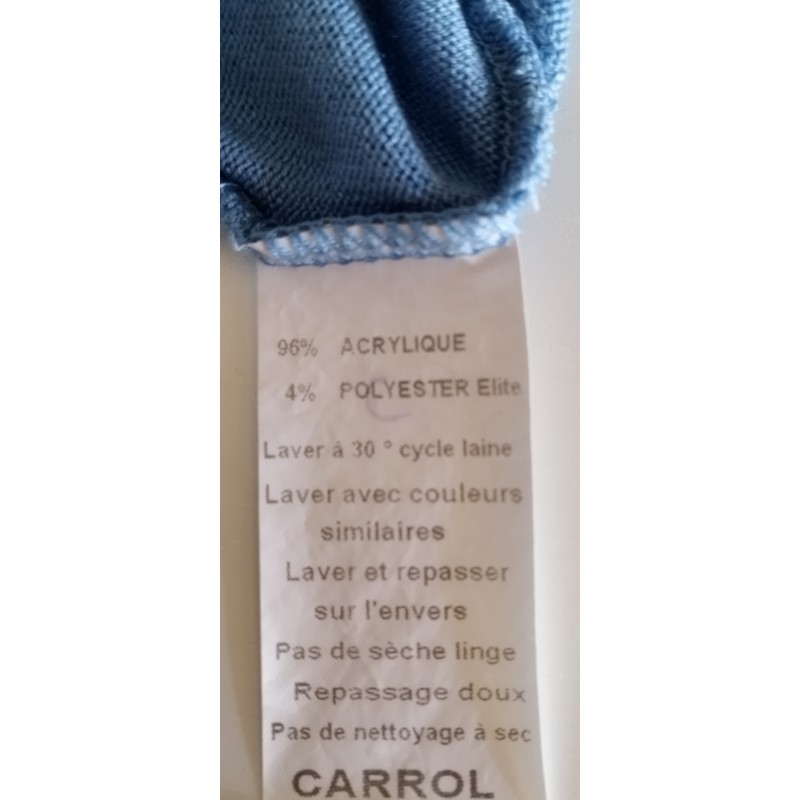 96% ACRYLIQUE
4% POLYESTER Elite
Laver à 30 ° cycle laine
Laver avec couleurs
similaires
Laver et repasser
sur l'envers
Pas de sèche linge
Repassage doux
Pas de nettoyage à sec
CARROL